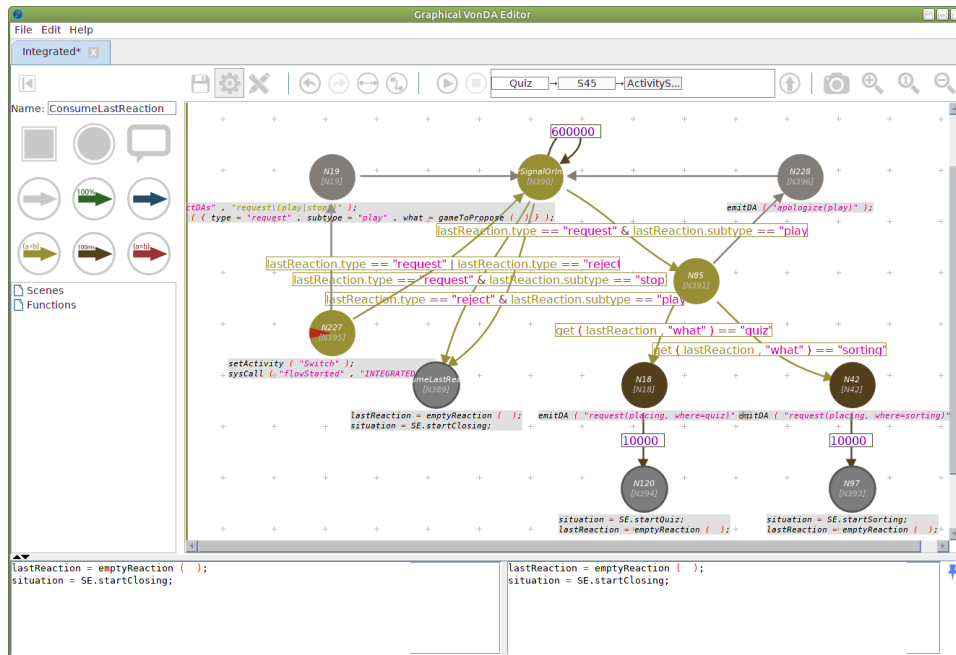 Graphical VonDA Editor
File Edit Help
Integrated*
Quiz → S45 → ActivityS...
Name: ConsumeLastReaction
100%
(a<b) 100ms (a<b)
Scenes
Functions
600000
N19
[N19]
SignalOrIn
[N390]
N228
[N396]
ctDAs" , "request\(play|stop)" );
( { type = "request" , subtype = "play" , what = gameToPropose ( ) } );
emitDA ( "apologize(play)" );
lastReaction.type == "request" & lastReaction.subtype == "play
lastReaction.type == "request" | lastReaction.type == "reject
lastReaction.type == "request" & lastReaction.subtype == "stop
lastReaction.type == "reject" & lastReaction.subtype == "play
N85
[N391]
N227
[N395]
get ( lastReaction , "what" ) == "quiz"
get ( lastReaction , "what" ) == "sorting"
setActivity ( "Switch" );
sysCall ( "flowStarted" , "INTEGRATED
umeLastRea
[N389]
N18
[N18]
N42
[N42]
lastReaction = emptyReaction ( );
situation = SE.startClosing;
emitDA ( "request(placing, where=quiz)"
emitDA ( "request(placing, where=sorting)"
10000
10000
N120
[N394]
N97
[N393]
situation = SE.startQuiz;
lastReaction = emptyReaction ( );
situation = SE.startSorting;
lastReaction = emptyReaction ( );
lastReaction = emptyReaction ( );
situation = SE.startClosing;
lastReaction = emptyReaction ( );
situation = SE.startClosing;